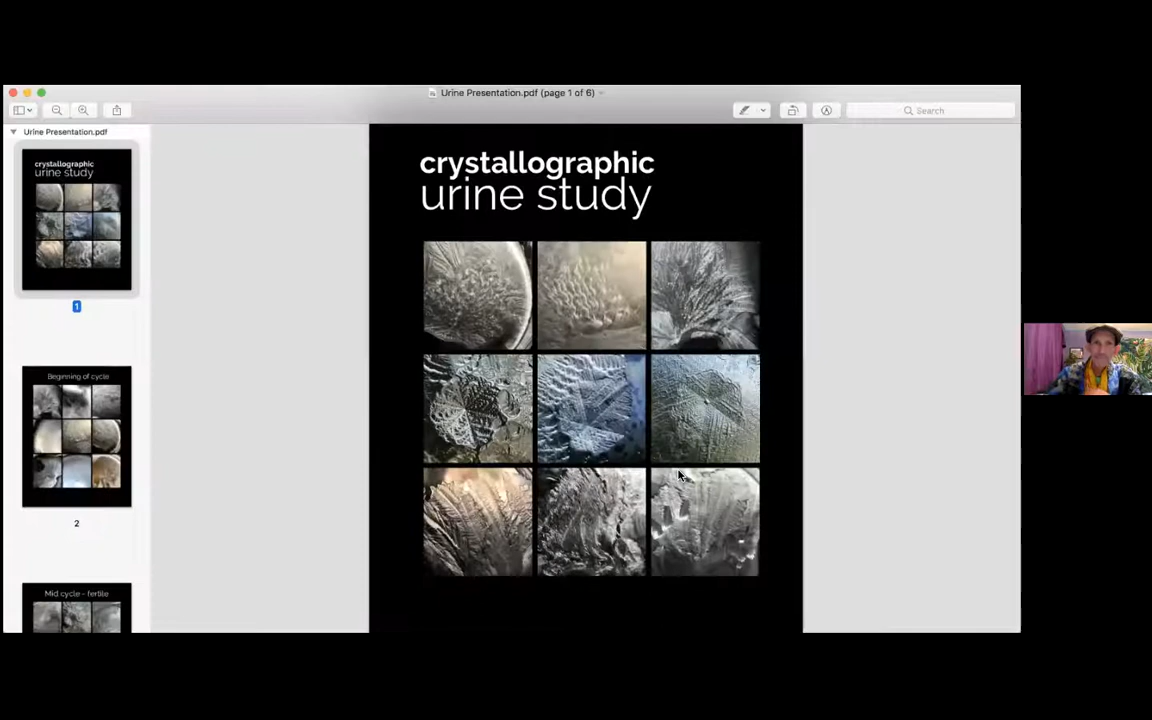 Urine Presentation.pdf (page 1 of 6)
Search
Urine Presentation.pdf
crystallographic
urine study
1
Beginning of cycle
2
Mid cycle - fertile
crystallographic
urine study